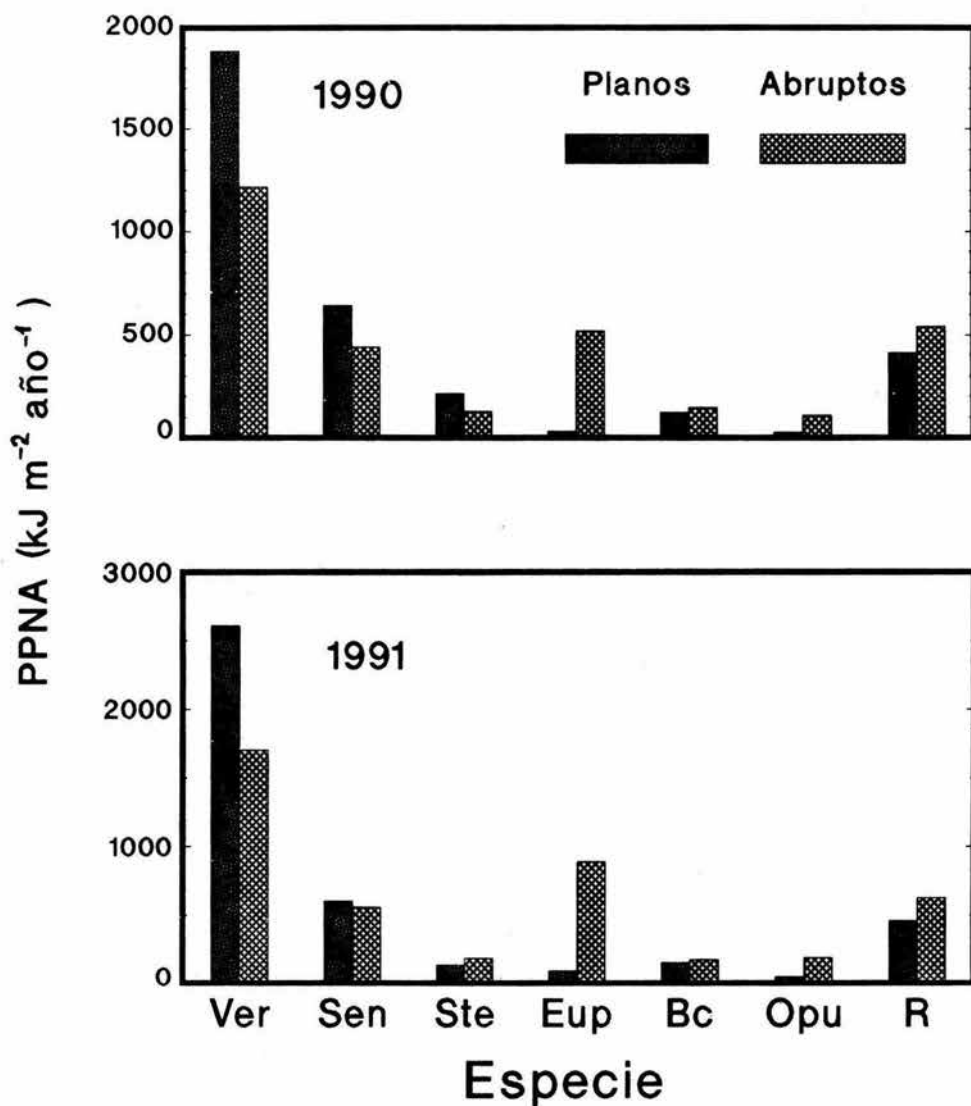 PPNA (kJ m⁻² año⁻¹)
2000
1500
1000
500
0
1990
Planos Abruptos
3000
2000
1000
0
1991
Ver Sen Ste Eup Bc Opu R
Especie